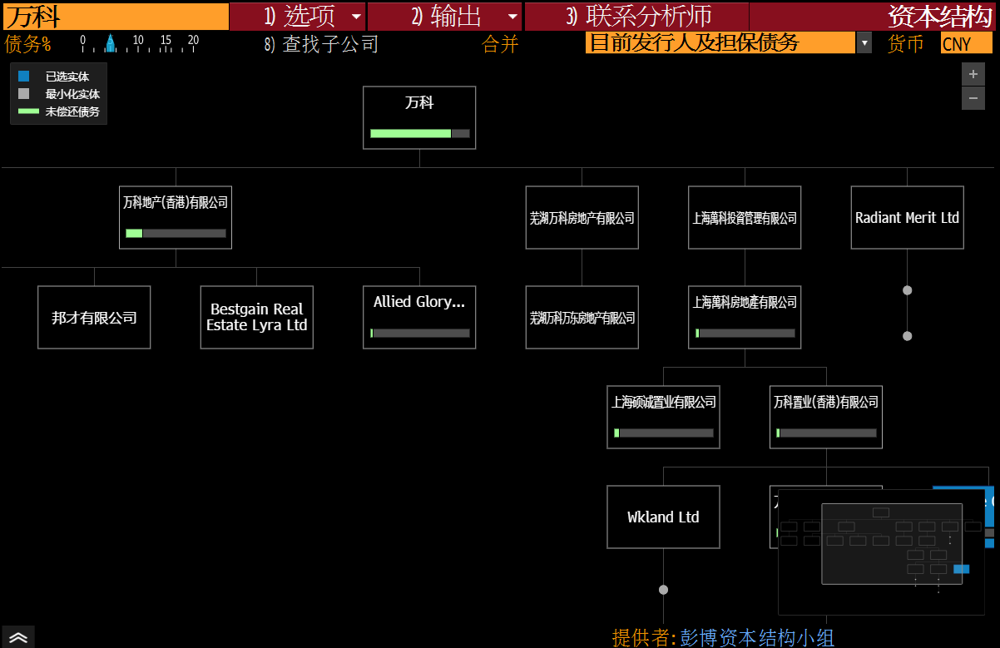 万科
1) 选项
2) 输出
3) 联系分析师
资本结构
债务%
0 10 15 20
8) 查找子公司
合并
目前发行人及担保债务
货币
CNY
已选实体
最小化实体
未偿还债务
万科
万科地产(香港)有限公司
芜湖万科房地产有限公司
上海萬科投資管理有限公司
Radiant Merit Ltd
邦才有限公司
Bestgain Real
Estate Lyra Ltd
Allied Glory...
芜湖万科万东房地产有限公司
上海萬科房地產有限公司
上海硕诚置业有限公司
万科置业(香港)有限公司
Wkland Ltd
提供者: 彭博资本结构小组